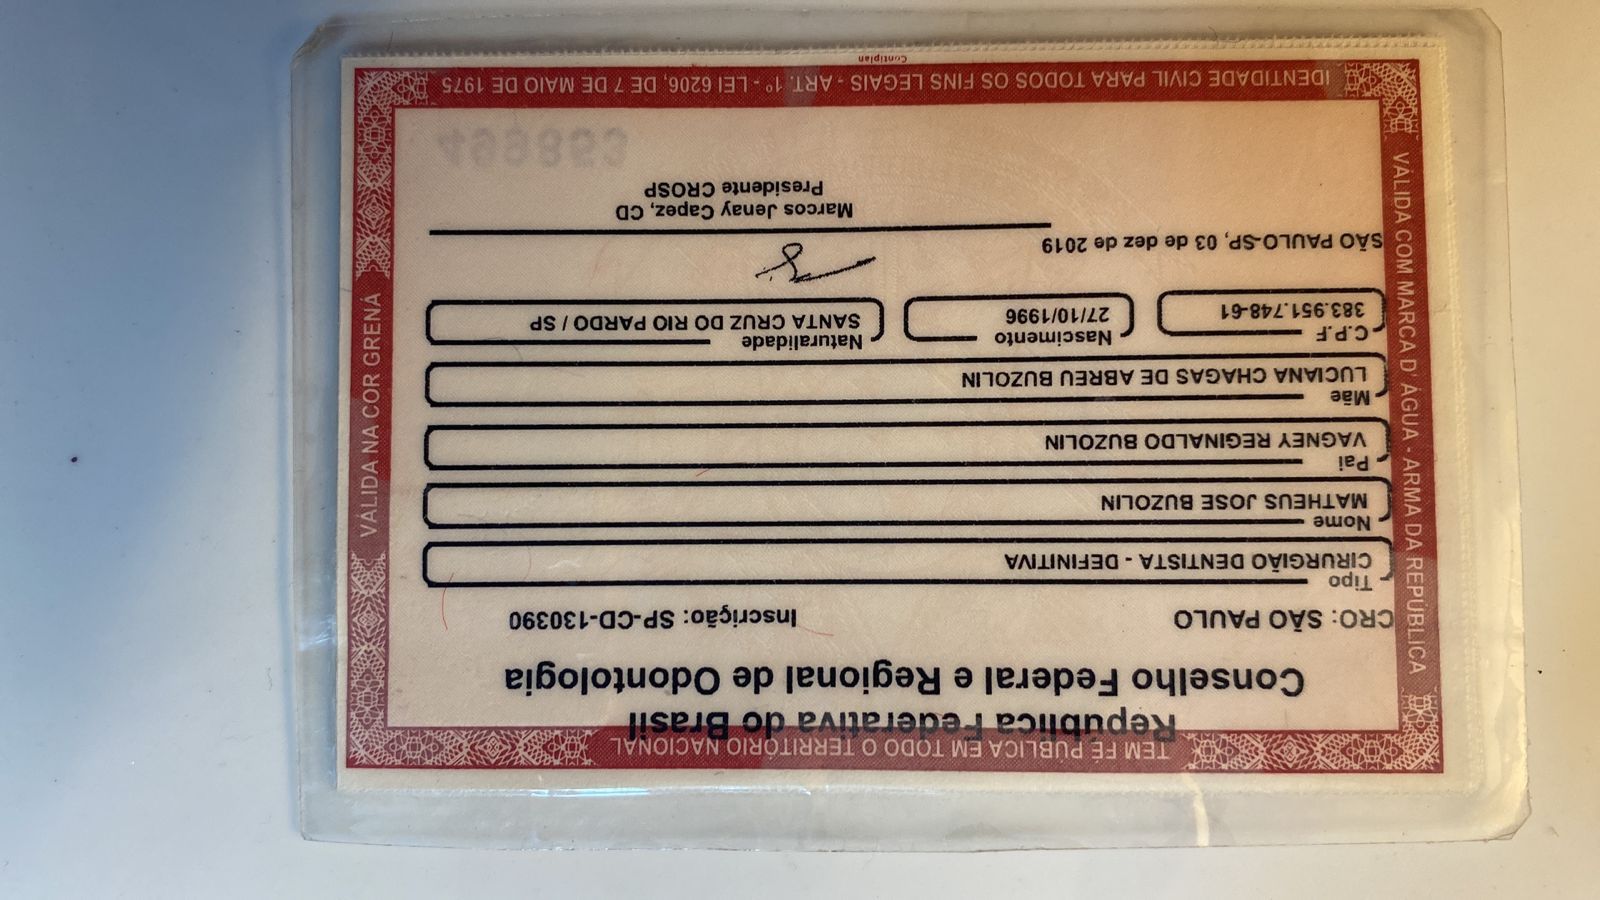 TEM FÉ PÚBLICA EM TODO O TERRITÓRIO NACIONAL
República Federativa do Brasil
Conselho Federal e Regional de Odontologia
CRO: SÃO PAULO Inscrição: SP-CD-130390
Tipo
CIRURGIÃO DENTISTA - DEFINITIVA
Nome
MATHEUS JOSE BUZOLIN
Pai
VAGNEY REGINALDO BUZOLIN
Mãe
LUCIANA CHAGAS DE ABREU BUZOLIN
C.P.F Nascimento Naturalidade
383.951.748-61 27/10/1996 SANTA CRUZ DO RIO PARDO / SP
SÃO PAULO-SP, 03 de dez de 2019
Marcos Jenay Capez, CD
Presidente CROSP
499863
VÁLIDA COM MARCA D' ÁGUA - ARMA DA REPÚBLICA
VÁLIDA NA COR GRENÁ
IDENTIDADE CIVIL PARA TODOS OS FINS LEGAIS - ART. 1º - LEI 6206, DE 7 DE MAIO DE 1975
Contiplan